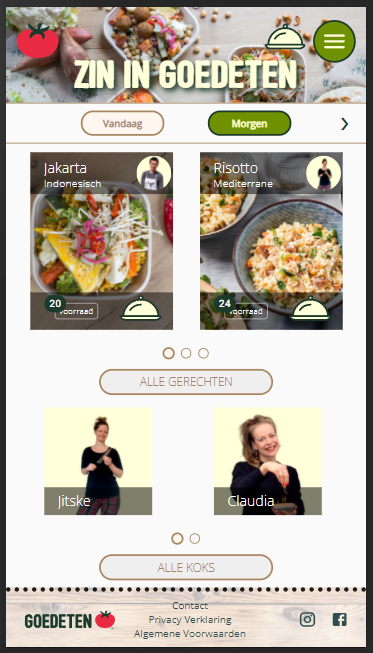 ZIN IN GOEDETEN
Vandaag
Morgen
Jakarta
Indonesisch
Risotto
Mediterrane
20
voorraad
24
voorraad
ALLE GERECHTEN
Jitske
Claudia
ALLE KOKS
Contact
GOEDETEN
Privacy Verklaring
Algemene Voorwaarden